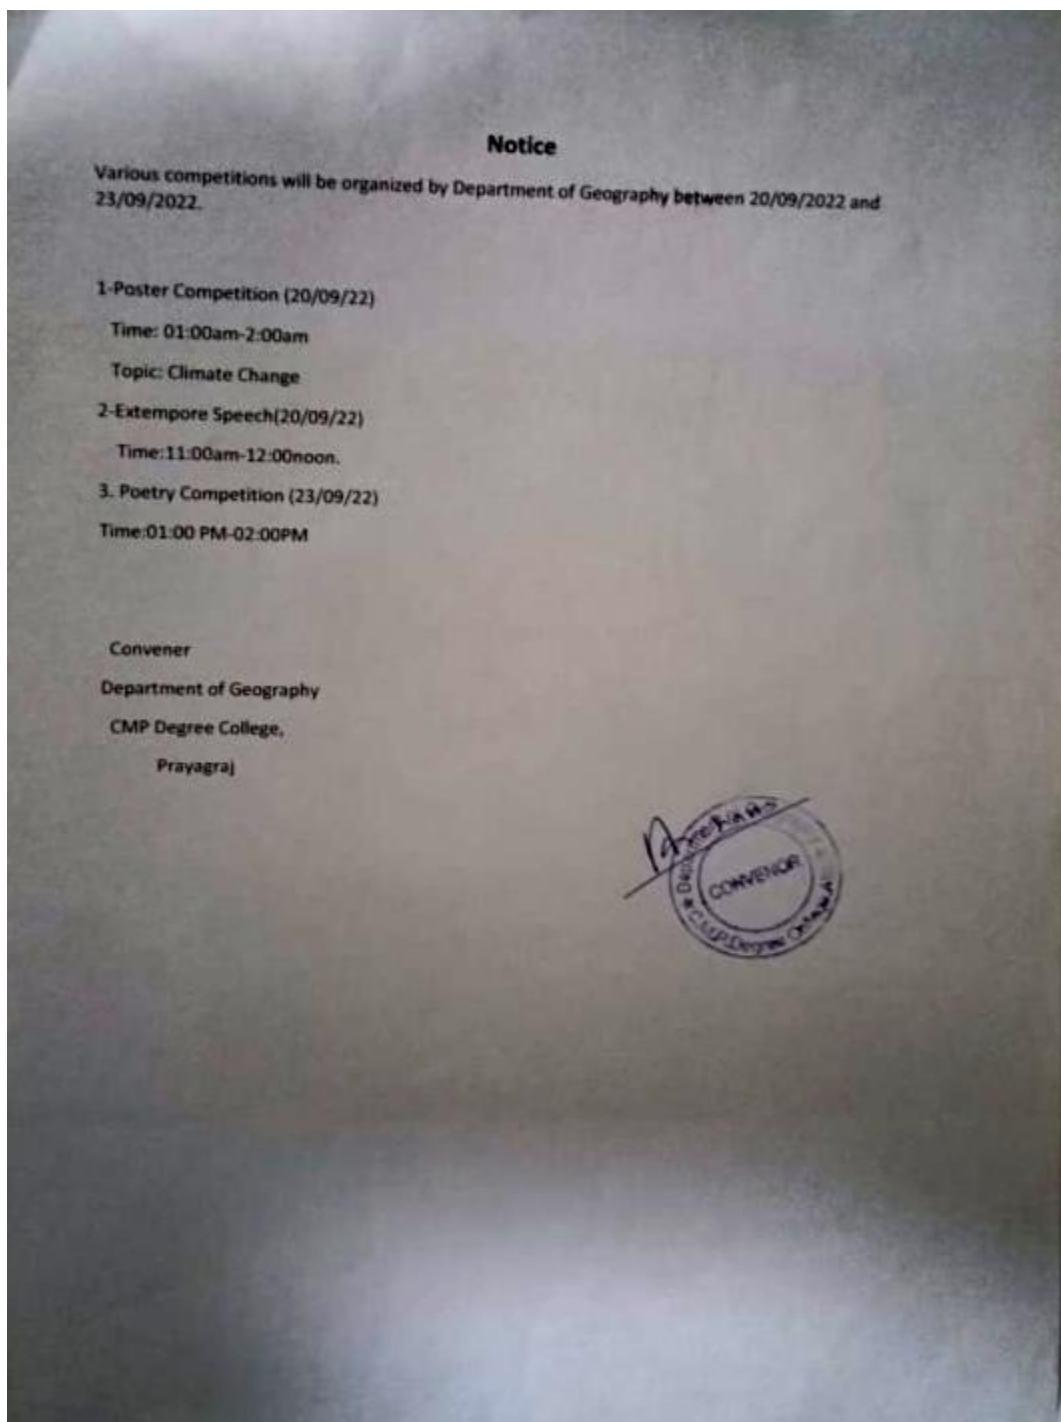 Notice
Various competitions will be organized by Department of Geography between 20/09/2022 and
23/09/2022.
1-Poster Competition (20/09/22)
Time: 01:00am-2:00am
Topic: Climate Change
2-Extempore Speech(20/09/22)
Time:11:00am-12:00noon.
3. Poetry Competition (23/09/22)
Time:01:00 PM-02:00PM
Convener
Department of Geography
CMP Degree College,
Prayagraj
CONVENOR
C.M.P. Degree